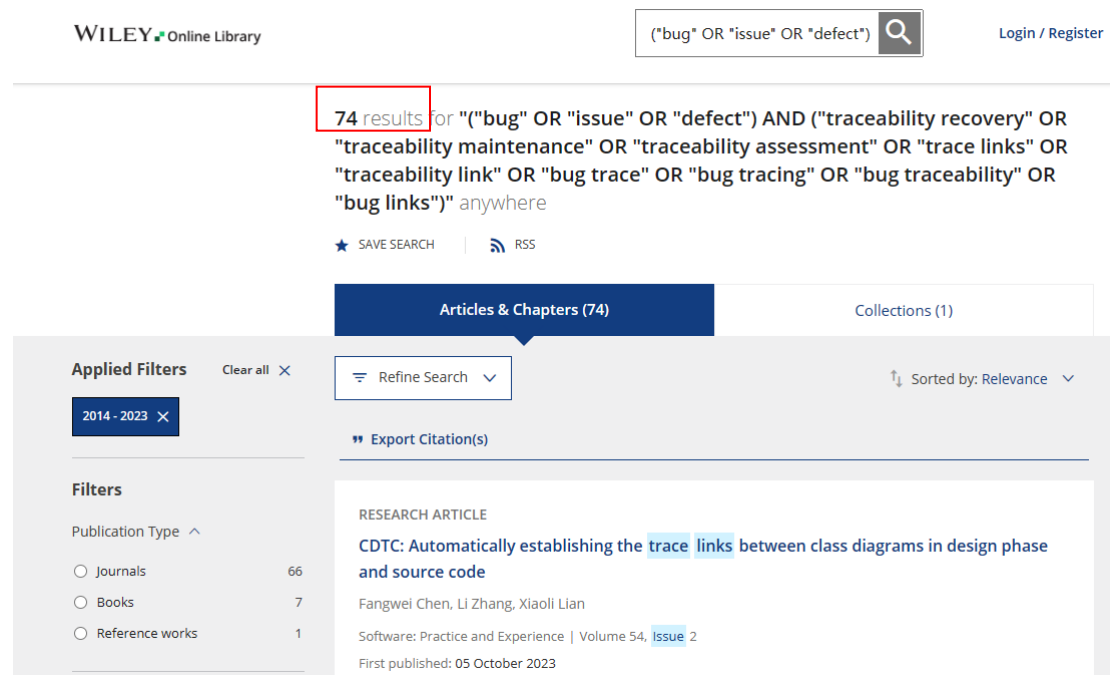 WILEY Online Library
("bug" OR "issue" OR "defect")
Login / Register
74 results for "("bug" OR "issue" OR "defect") AND ("traceability recovery" OR
"traceability maintenance" OR "traceability assessment" OR "trace links" OR
"traceability link" OR "bug trace" OR "bug tracing" OR "bug traceability" OR
"bug links")" anywhere
SAVE SEARCH
RSS
Articles & Chapters (74)
Collections (1)
Applied Filters
Clear all
2014 - 2023
Refine Search
Sorted by: Relevance
Export Citation(s)
Filters
Publication Type
Journals 66
Books 7
Reference works 1
RESEARCH ARTICLE
CDTC: Automatically establishing the trace links between class diagrams in design phase
and source code
Fangwei Chen, Li Zhang, Xiaoli Lian
Software: Practice and Experience | Volume 54, Issue 2
First published: 05 October 2023